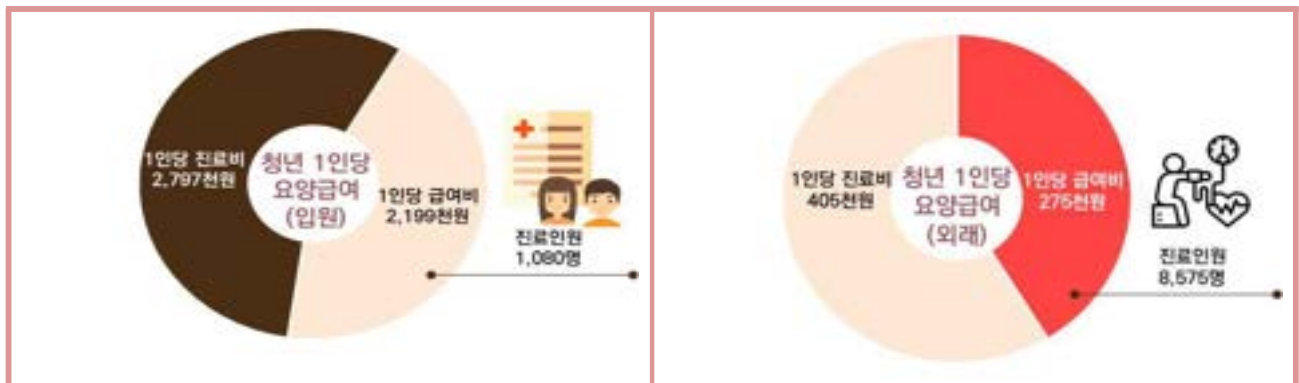 1인당 진료비
2,797천원
청년 1인당
요양급여
(입원)
1인당 급여비
2,199천원
진료인원
1,080명
1인당 진료비
405천원
청년 1인당
요양급여
(외래)
1인당 급여비
275천원
진료인원
8,575명